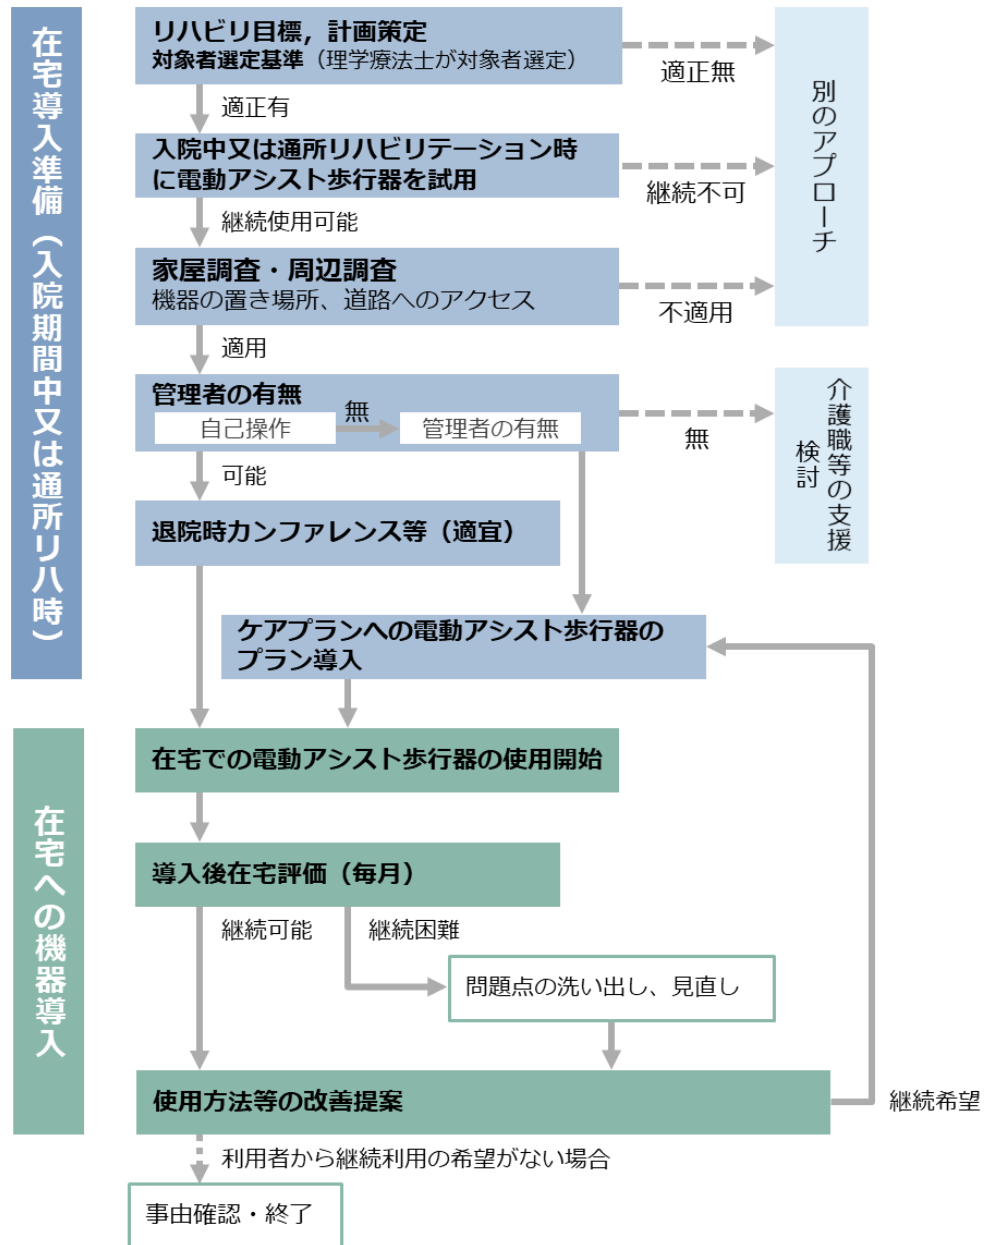 在宅導入準備（入院期間中又は通所リハ時）
リハビリ目標，計画策定
対象者選定基準（理学療法士が対象者選定）
適正無
別のアプローチ
適正有
入院中又は通所リハビリテーション時
に電動アシスト歩行器を試用
継続不可
継続使用可能
家屋調査・周辺調査
機器の置き場所、道路へのアクセス
不適用
適用
管理者の有無
自己操作
無
管理者の有無
無
介護職等の支援
検討
可能
退院時カンファレンス等（適宜）
ケアプランへの電動アシスト歩行器の
プラン導入
在宅への機器導入
在宅での電動アシスト歩行器の使用開始
導入後在宅評価（毎月）
継続可能
継続困難
問題点の洗い出し、見直し
使用方法等の改善提案
継続希望
利用者から継続利用の希望がない場合
事由確認・終了